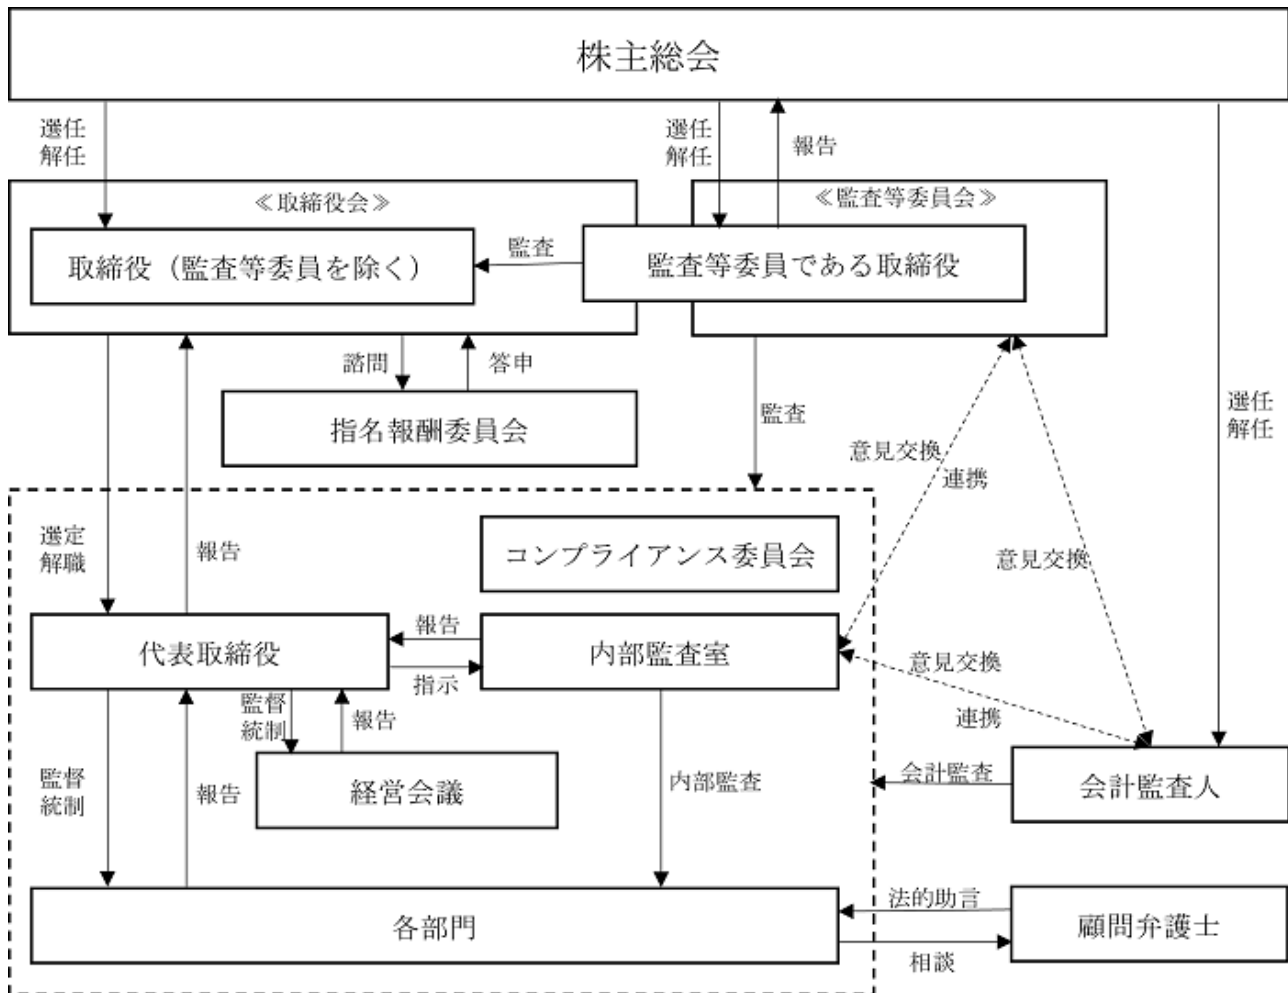 株主総会
選任
解任
選任
解任
報告
≪取締役会≫
≪監査等委員会≫
取締役（監査等委員を除く）
監査
監査等委員である取締役
諮問
答申
指名報酬委員会
監査
選任
解任
意見交換
連携
選定
解職
報告
コンプライアンス委員会
意見交換
代表取締役
報告
指示
内部監査室
意見交換
連携
監督
統制
報告
経営会議
監督
統制
報告
内部監査
会計監査
会計監査人
各部門
法的助言
相談
顧問弁護士